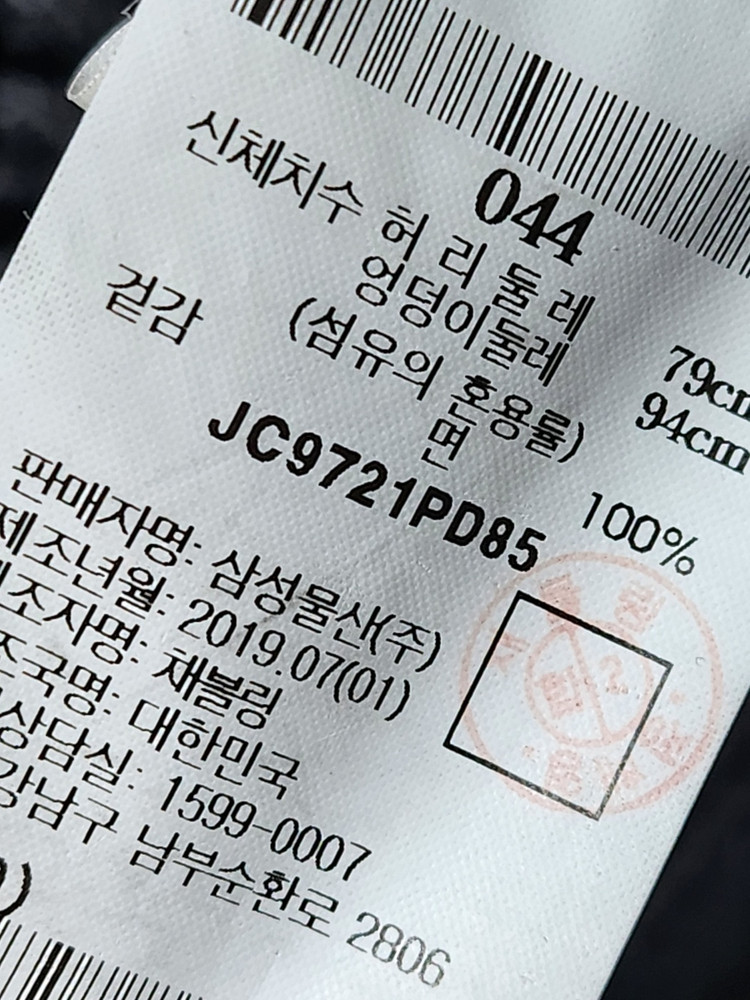 044
신체치수 허 리 둘 레 79cm
엉덩이둘레 94cm
(섬유의 혼용률)
겉감 면 100%
JC9721PD85
판매자명: 삼성물산(주)
제조년월: 2019.07(01)
조자명: 채블링
조국명: 대한민국
상담실: 1599-0007
강남구 남부순환로 2806